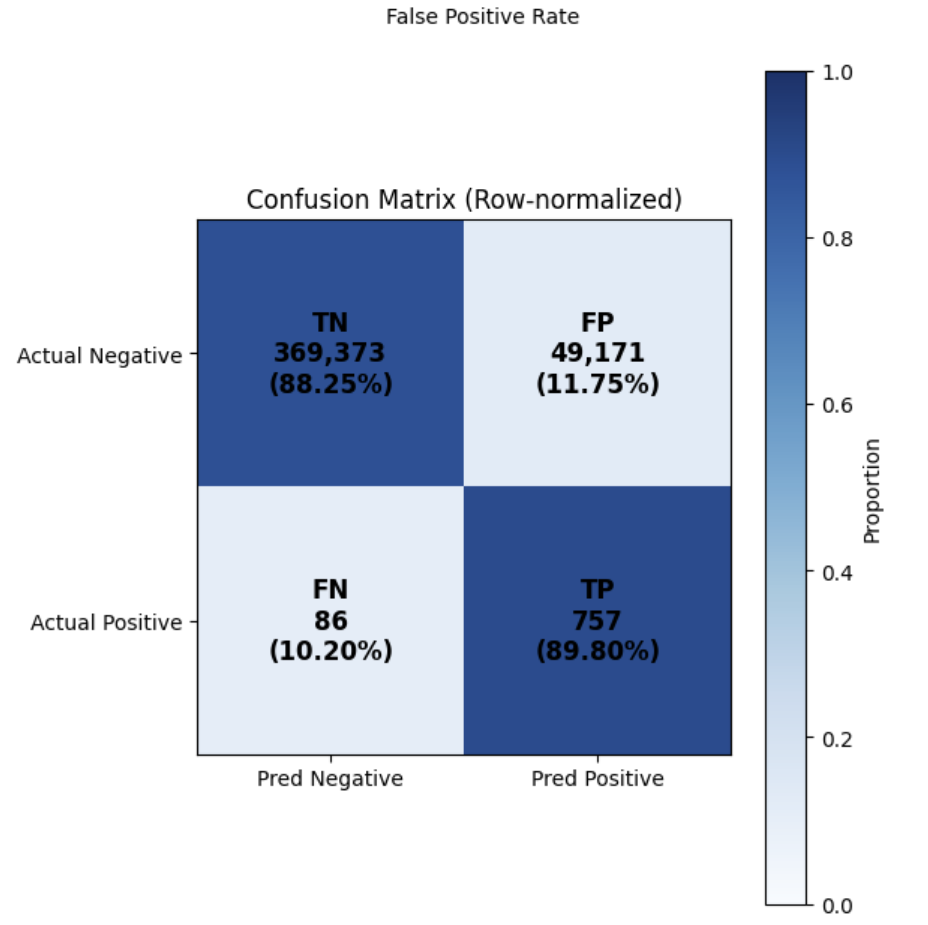 False Positive Rate
Confusion Matrix (Row-normalized)
Actual Negative
TN
369,373
(88.25%)
FP
49,171
(11.75%)
Actual Positive
FN
86
(10.20%)
TP
757
(89.80%)
Pred Negative
Pred Positive
1.0
0.8
0.6
0.4
0.2
0.0
Proportion